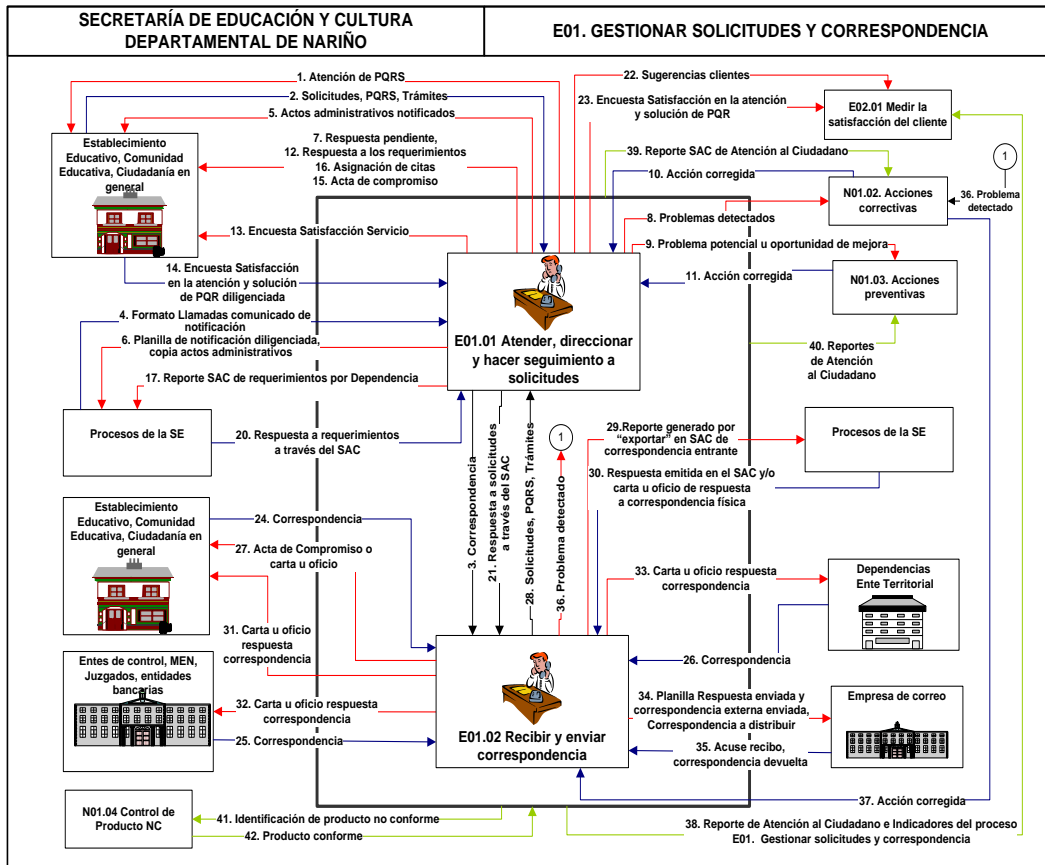 SECRETARÍA DE EDUCACIÓN Y CULTURA
DEPARTAMENTAL DE NARIÑO
E01. GESTIONAR SOLICITUDES Y CORRESPONDENCIA
1. Atención de PQRS
2. Solicitudes, PQRS, Trámites
5. Actos administrativos notificados
7. Respuesta pendiente,
12. Respuesta a los requerimientos
16. Asignación de citas
15. Acta de compromiso
Establecimiento
Educativo, Comunidad
Educativa, Ciudadanía en
general
13. Encuesta Satisfacción Servicio
14. Encuesta Satisfacción
en la atención y solución
de PQR diligenciada
4. Formato Llamadas comunicado de
notificación
6. Planilla de notificación diligenciada,
copia actos administrativos
17. Reporte SAC de requerimientos por Dependencia
Procesos de la SE
20. Respuesta a requerimientos
a través del SAC
22. Sugerencias clientes
23. Encuesta Satisfacción en la atención
y solución de PQR
E02.01 Medir la
satisfacción del cliente
39. Reporte SAC de Atención al Ciudadano
1
10. Acción corregida
N01.02. Acciones
correctivas
36. Problema
detectado
8. Problemas detectados
9. Problema potencial u oportunidad de mejora
11. Acción corregida
N01.03. Acciones
preventivas
E01.01 Atender, direccionar
y hacer seguimiento a
solicitudes
40. Reportes
de Atención
al Ciudadano
3. Correspondencia
21. Respuesta a solicitudes
a través del SAC
28. Solicitudes, PQRS, Trámites
36. Problema detectado
1
29.Reporte generado por
“exportar” en SAC de
correspondencia entrante
Procesos de la SE
30. Respuesta emitida en el SAC y/o
carta u oficio de respuesta
a correspondencia física
Establecimiento
Educativo, Comunidad
Educativa, Ciudadanía en
general
24. Correspondencia
27. Acta de Compromiso o
carta u oficio
31. Carta u oficio
respuesta
correspondencia
33. Carta u oficio respuesta
correspondencia
Dependencias
Ente Territorial
26. Correspondencia
Entes de control, MEN,
Juzgados, entidades
bancarias
32. Carta u oficio respuesta
correspondencia
25. Correspondencia
E01.02 Recibir y enviar
correspondencia
34. Planilla Respuesta enviada y
correspondencia externa enviada,
Correspondencia a distribuir
Empresa de correo
35. Acuse recibo,
correspondencia devuelta
37. Acción corregida
N01.04 Control de
Producto NC
41. Identificación de producto no conforme
42. Producto conforme
38. Reporte de Atención al Ciudadano e Indicadores del proceso
E01. Gestionar solicitudes y correspondencia